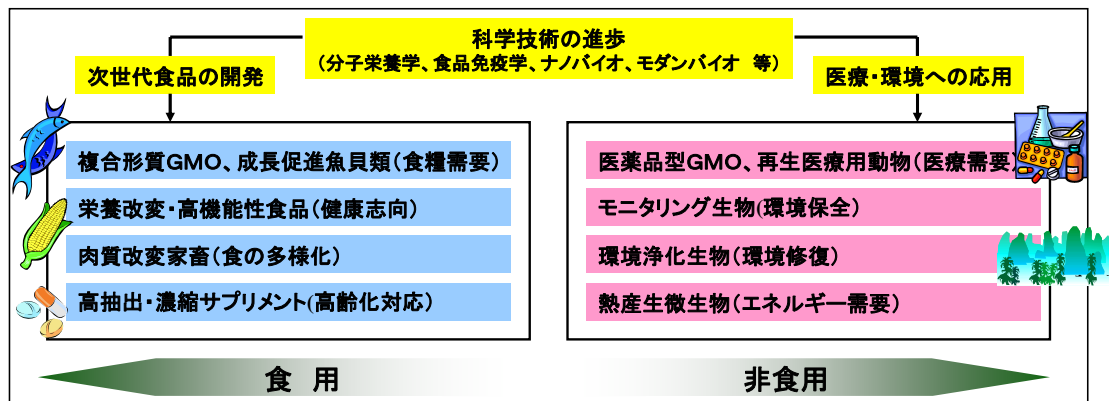 科学技術の進歩
（分子栄養学、食品免疫学、ナノバイオ、モダンバイオ 等）
次世代食品の開発
医療・環境への応用
複合形質GMO、成長促進魚貝類（食糧需要）
栄養改変・高機能性食品（健康志向）
肉質改変家畜（食の多様化）
高抽出・濃縮サプリメント(高齢化対応）
医薬品型GMO、再生医療用動物（医療需要）
モニタリング生物(環境保全）
環境浄化生物（環境修復）
熱産生微生物（エネルギー需要）
食 用
非食用